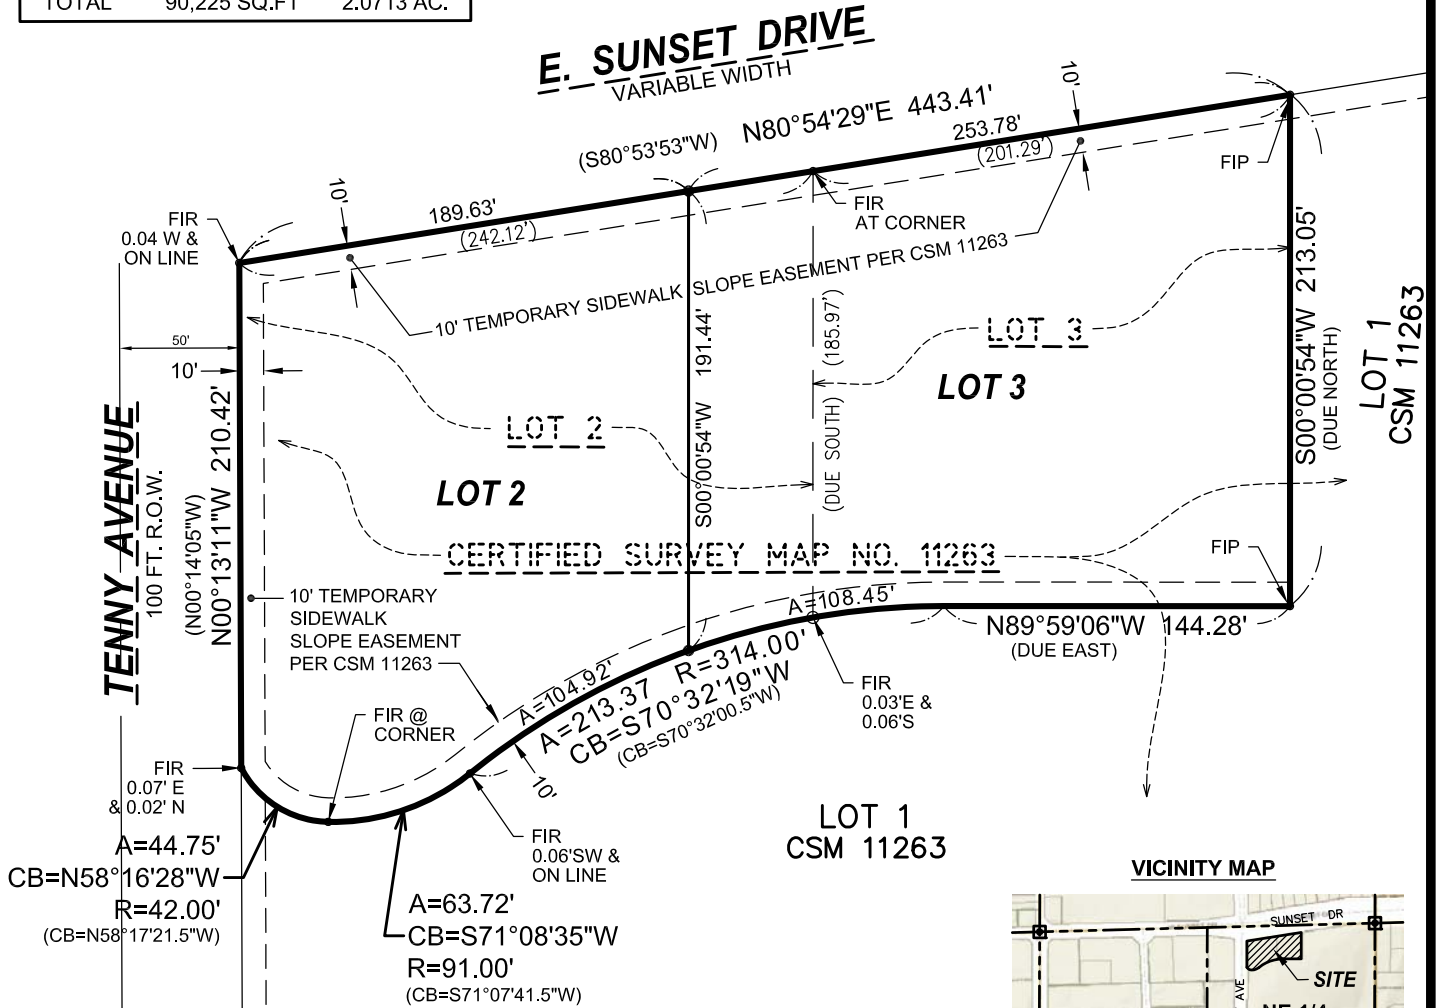 TOTAL 90,225 SQ.FT 2.0713 AC.
E. SUNSET DRIVE
VARIABLE WIDTH
(S80°53'53"W) N80°54'29"E 443.41'
10'
253.78'
(201.29')
FIP
10'
189.63'
(242.12')
FIR
0.04 W &
ON LINE
FIR
AT CORNER
10' TEMPORARY SIDEWALK SLOPE EASEMENT PER CSM 11263
50'
10'
LOT 3
LOT 3
LOT 2
LOT 2
S00°00'54"W 191.44'
(DUE SOUTH) (185.97')
S00°00'54"W 213.05'
(DUE NORTH)
LOT 1
CSM 11263
TENNY AVENUE
100 FT. R.O.W.
(N00°14'05"W)
N00°13'11"W 210.42'
CERTIFIED SURVEY MAP NO. 11263
FIP
10' TEMPORARY
SIDEWALK
SLOPE EASEMENT
PER CSM 11263
A=108.45'
N89°59'06"W 144.28'
(DUE EAST)
A=104.92'
A=213.37 R=314.00'
CB=S70°32'19"W
(CB=S70°32'00.5"W)
FIR
0.03'E &
0.06'S
FIR @
CORNER
10'
FIR
0.07' E
& 0.02' N
FIR
0.06'SW &
ON LINE
A=44.75'
CB=N58°16'28"W
R=42.00'
(CB=N58°17'21.5"W)
A=63.72'
CB=S71°08'35"W
R=91.00'
(CB=S71°07'41.5"W)
LOT 1
CSM 11263
VICINITY MAP
SUNSET DR
SITE
AVE
NE 1/4